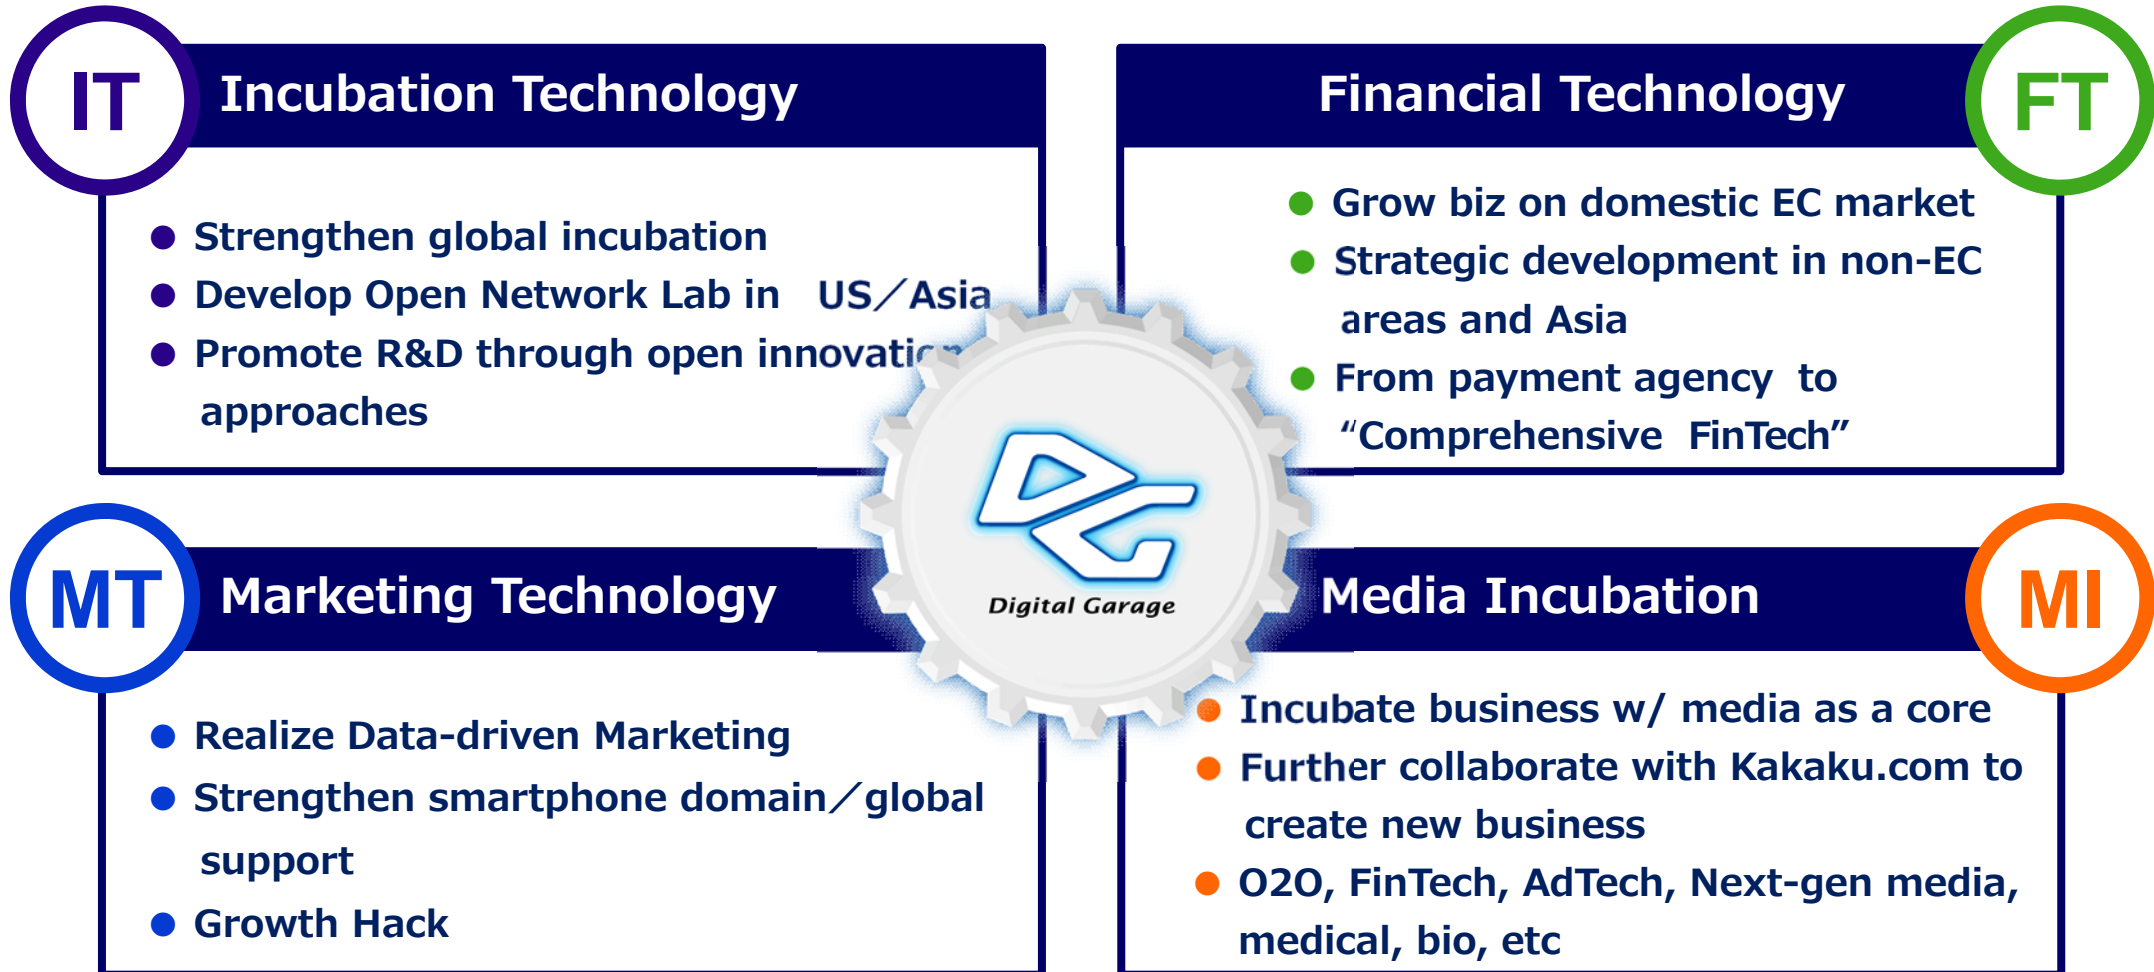 IT
Incubation Technology
● Strengthen global incubation
● Develop Open Network Lab in US／Asia
● Promote R&D through open innovation
approaches
FT
Financial Technology
● Grow biz on domestic EC market
● Strategic development in non-EC
areas and Asia
● From payment agency to
“Comprehensive FinTech”
DG
Digital Garage
MT
Marketing Technology
● Realize Data-driven Marketing
● Strengthen smartphone domain／global
support
● Growth Hack
MI
Media Incubation
● Incubate business w/ media as a core
● Further collaborate with Kakaku.com to
create new business
● O2O, FinTech, AdTech, Next-gen media,
medical, bio, etc